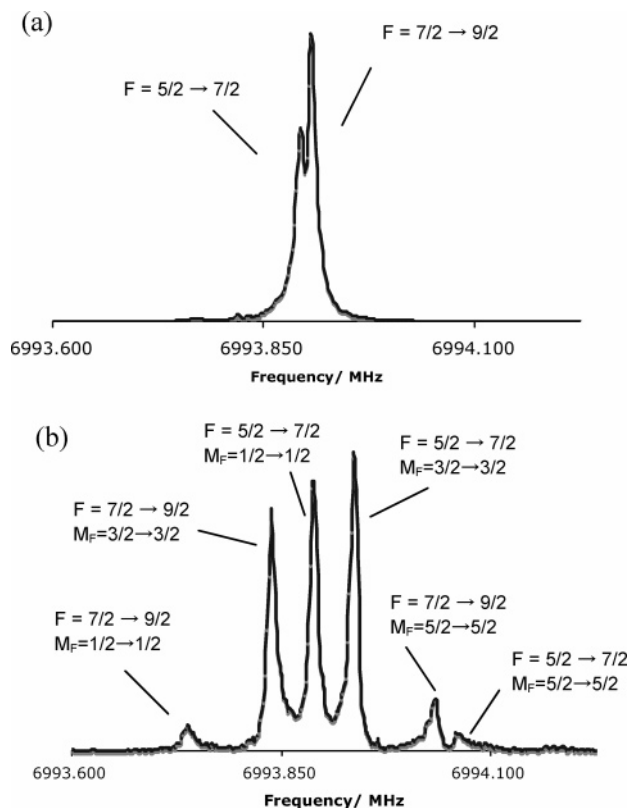 (a)
F = 7/2 → 9/2
F = 5/2 → 7/2
6993.600 6993.850 6994.100
Frequency/ MHz
(b)
F = 5/2 → 7/2
M_F=1/2→1/2
F = 5/2 → 7/2
M_F=3/2→3/2
F = 7/2 → 9/2
M_F=3/2→3/2
F = 7/2 → 9/2
M_F=5/2→5/2
F = 7/2 → 9/2
M_F=1/2→1/2
F = 5/2 → 7/2
M_F=5/2→5/2
6993.600 6993.850 6994.100
Frequency/ MHz